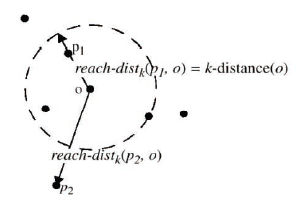 p₁
reach-distₖ(p₁, o) = k-distance(o)
o
reach-distₖ(p₂, o)
p₂